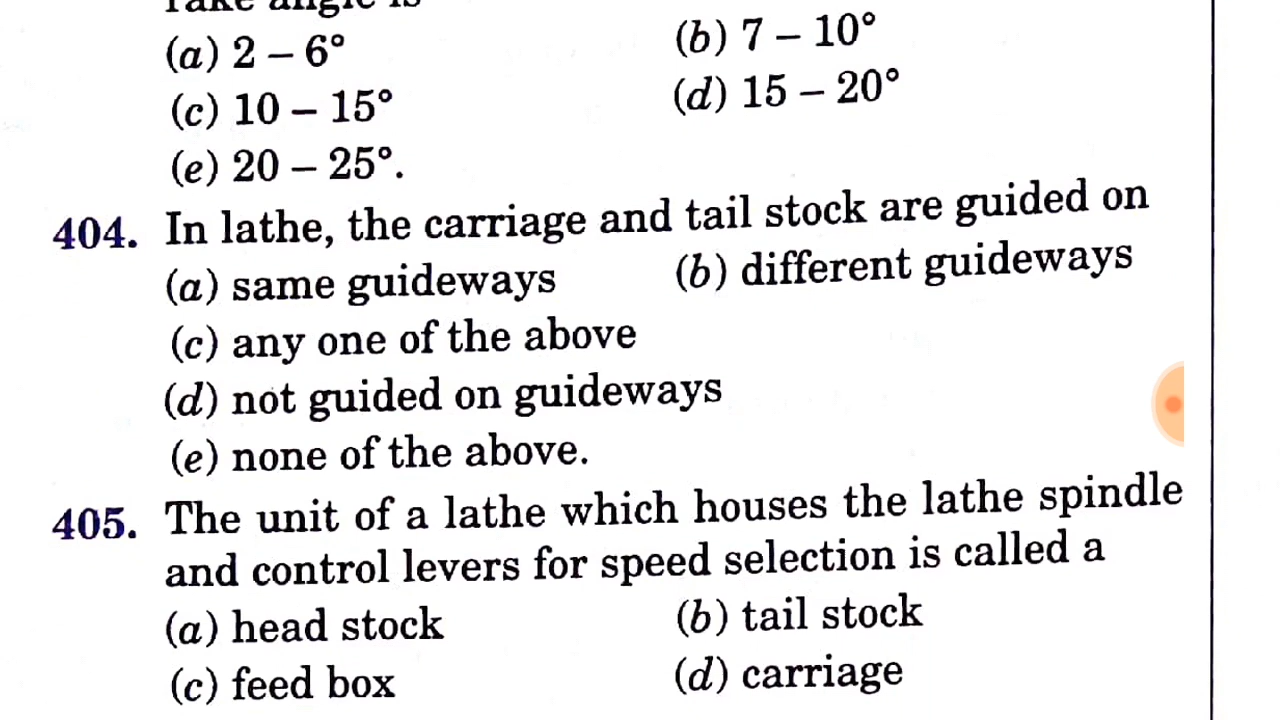 (a) 2 – 6° (b) 7 – 10°
(c) 10 – 15° (d) 15 – 20°
(e) 20 – 25°.
404. In lathe, the carriage and tail stock are guided on
(a) same guideways (b) different guideways
(c) any one of the above
(d) not guided on guideways
(e) none of the above.
405. The unit of a lathe which houses the lathe spindle
and control levers for speed selection is called a
(a) head stock (b) tail stock
(c) feed box (d) carriage